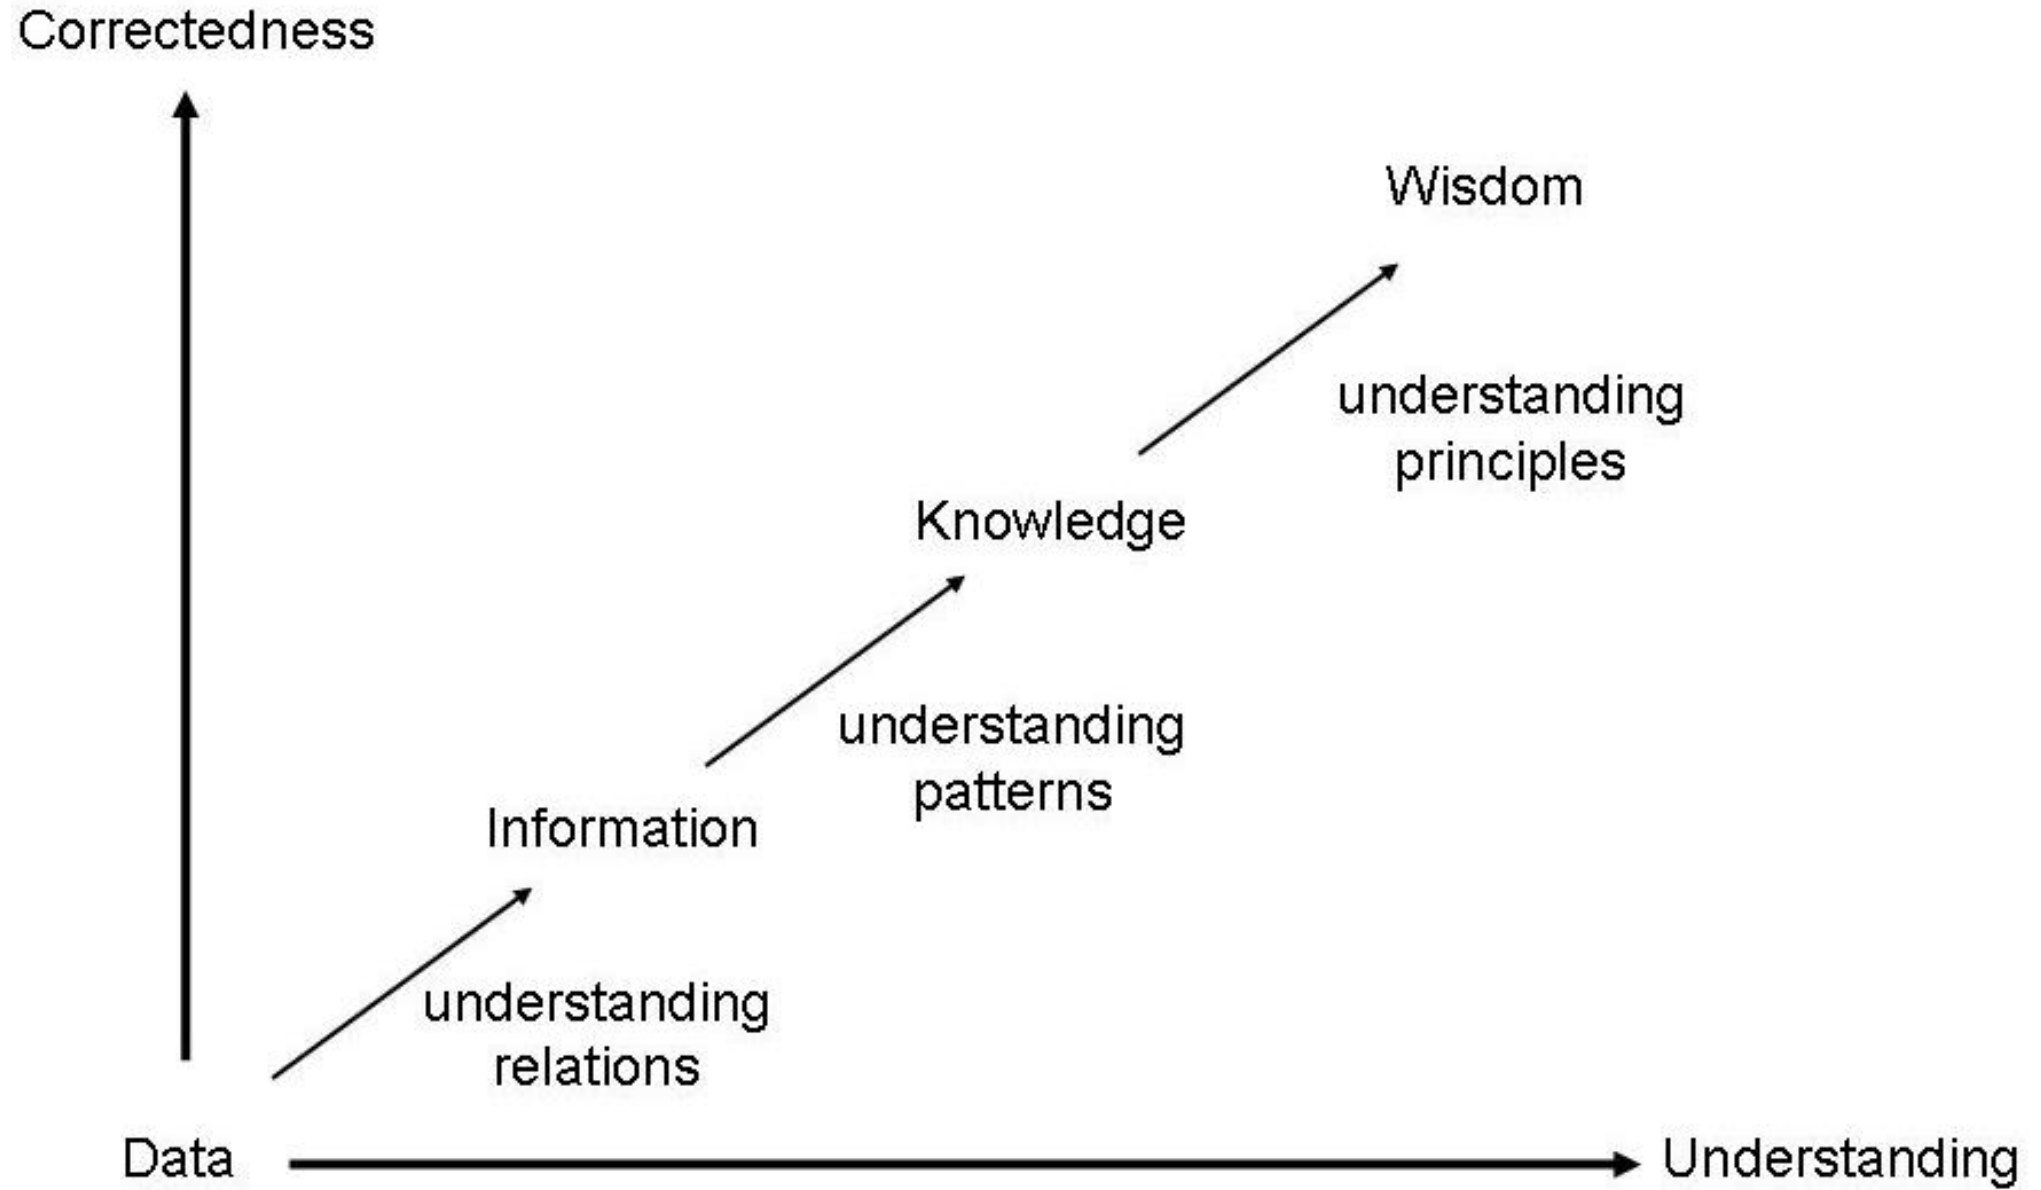 Correctedness
Wisdom
understanding
principles
Knowledge
understanding
patterns
Information
understanding
relations
Data
Understanding